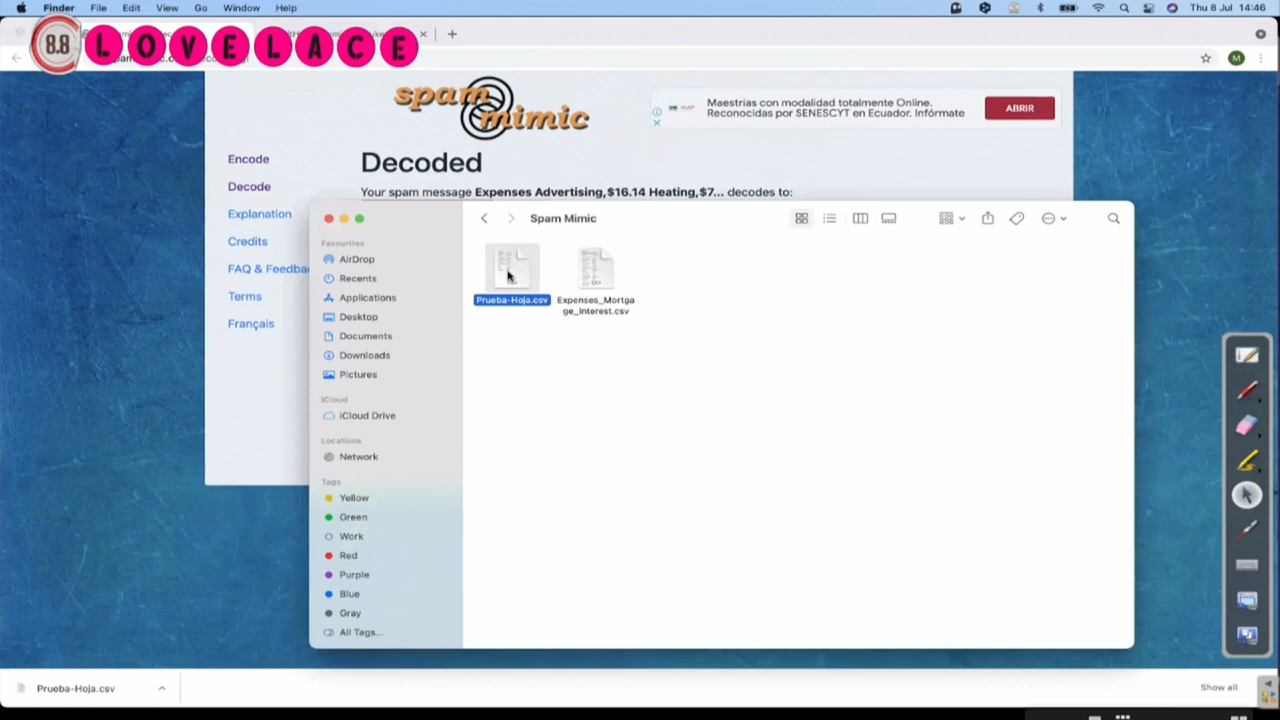 Finder File Edit View Go Window Help
Thu 8 Jul 14:46
8.8 LOVELACE
M
spam mimic
Maestrias con modalidad totalmente Online.
Reconocidas por SENESCYT en Ecuador. Infórmate
ABRIR
Encode
Decode
Explanation
Credits
FAQ & Feedba
Terms
Français
Decoded
Your spam message Expenses Advertising,$16.14 Heating,$7... decodes to:
Spam Mimic
Favourites
AirDrop
Recents
Applications
Desktop
Documents
Downloads
Pictures
iCloud
iCloud Drive
Locations
Network
Tags
Yellow
Green
Work
Red
Purple
Blue
Gray
All Tags...
Prueba-Hoja.csv
Expenses_Mortga
ge_Interest.csv
Prueba-Hoja.csv
Show all